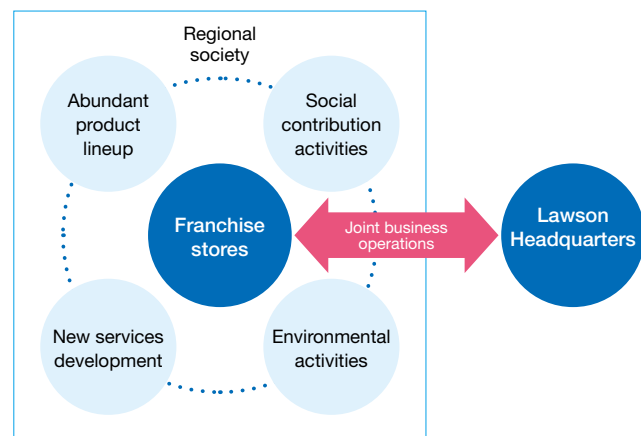 Regional
society
Abundant
product
lineup
Social
contribution
activities
Franchise
stores
Joint business
operations
Lawson
Headquarters
New services
development
Environmental
activities